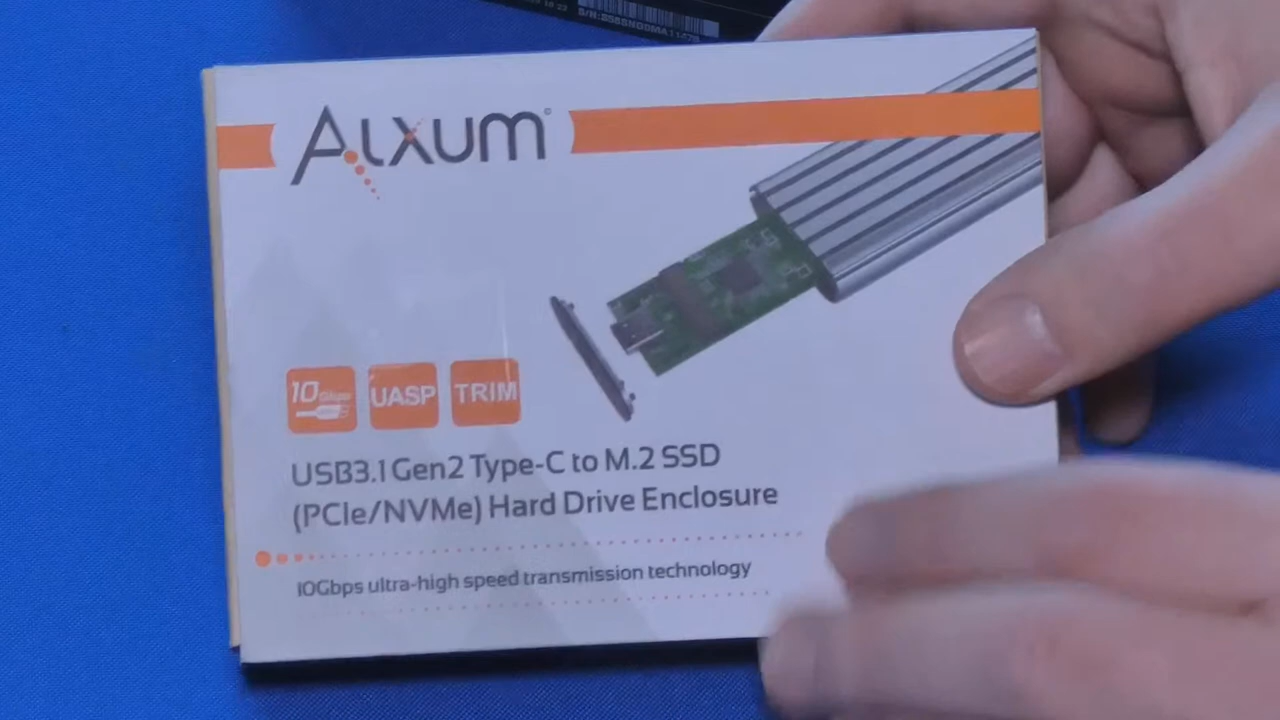 Alxum
10Gbps
UASP
TRIM
USB3.1 Gen2 Type-C to M.2 SSD
(PCIe/NVMe) Hard Drive Enclosure
10Gbps ultra-high speed transmission technology